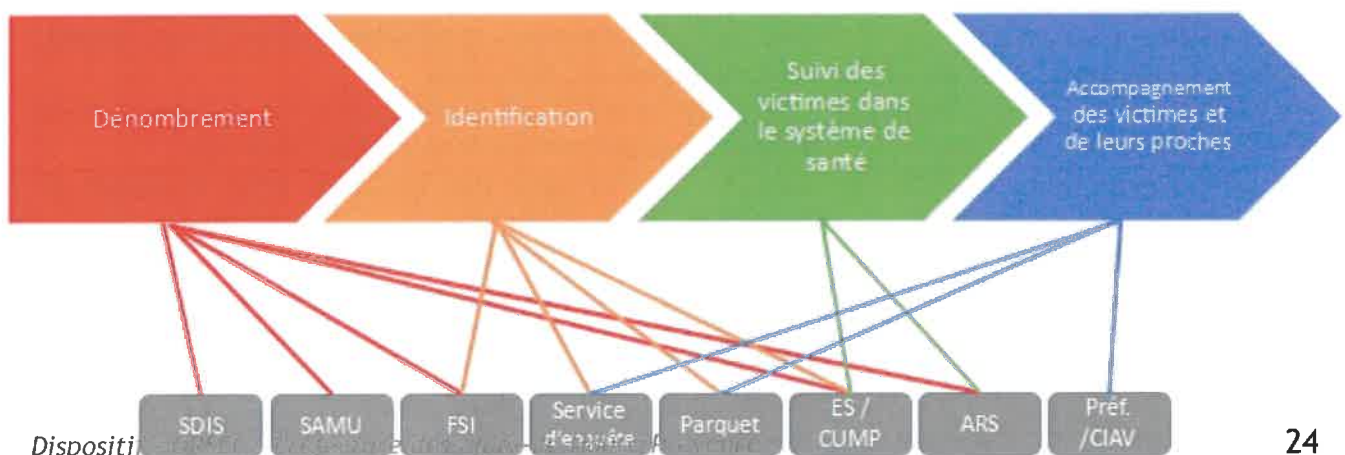 Dénombrement
Identification
Suivi des
victimes dans
le système de
santé
Accompagnement
des victimes et
de leurs proches
SDIS
SAMU
FSI
Service
d'enquête
Parquet
ES /
CUMP
ARS
Préf.
/CIAV
24